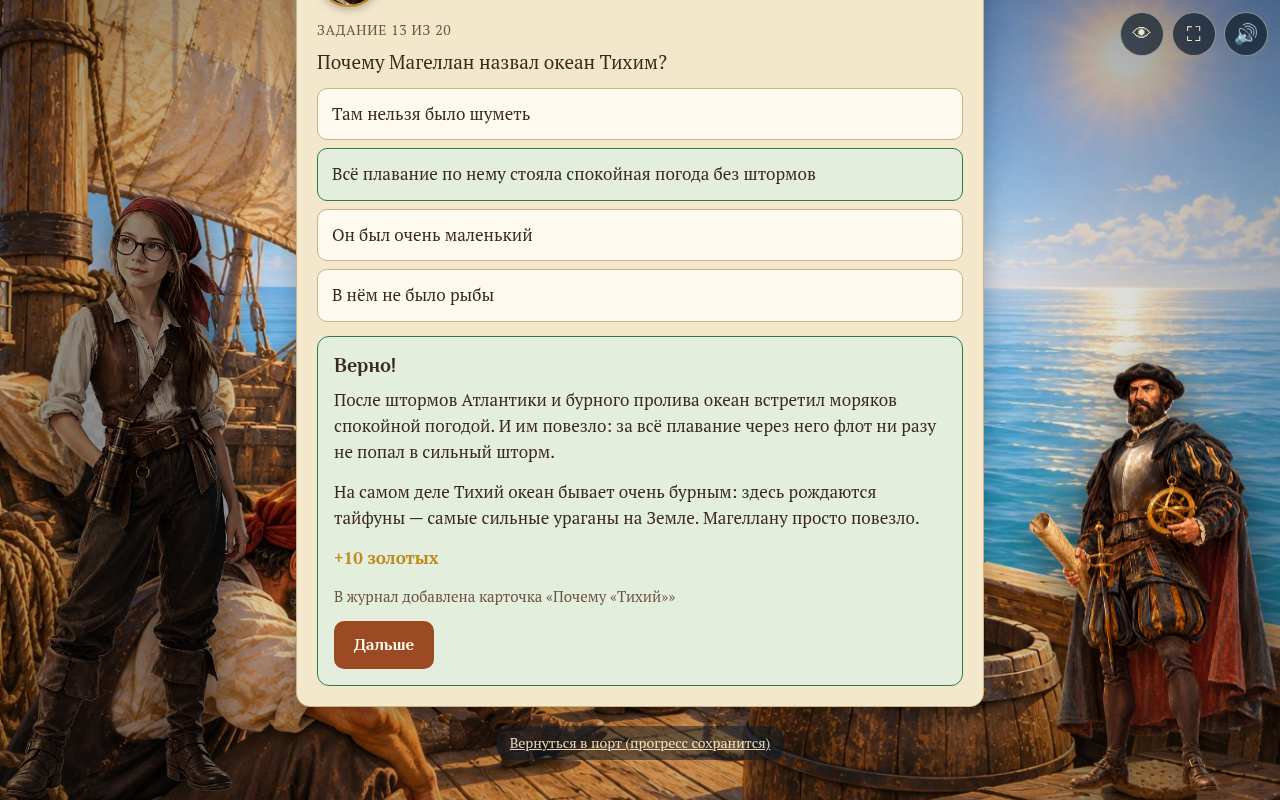 ЗАДАНИЕ 13 ИЗ 20
Почему Магеллан назвал океан Тихим?
Там нельзя было шуметь
Всё плавание по нему стояла спокойная погода без штормов
Он был очень маленький
В нём не было рыбы
Верно!
После штормов Атлантики и бурного пролива океан встретил моряков
спокойной погодой. И им повезло: за всё плавание через него флот ни разу
не попал в сильный шторм.
На самом деле Тихий океан бывает очень бурным: здесь рождаются
тайфуны — самые сильные ураганы на Земле. Магеллану просто повезло.
+10 золотых
В журнал добавлена карточка «Почему «Тихий»»
Дальше
Вернуться в порт (прогресс сохранится)